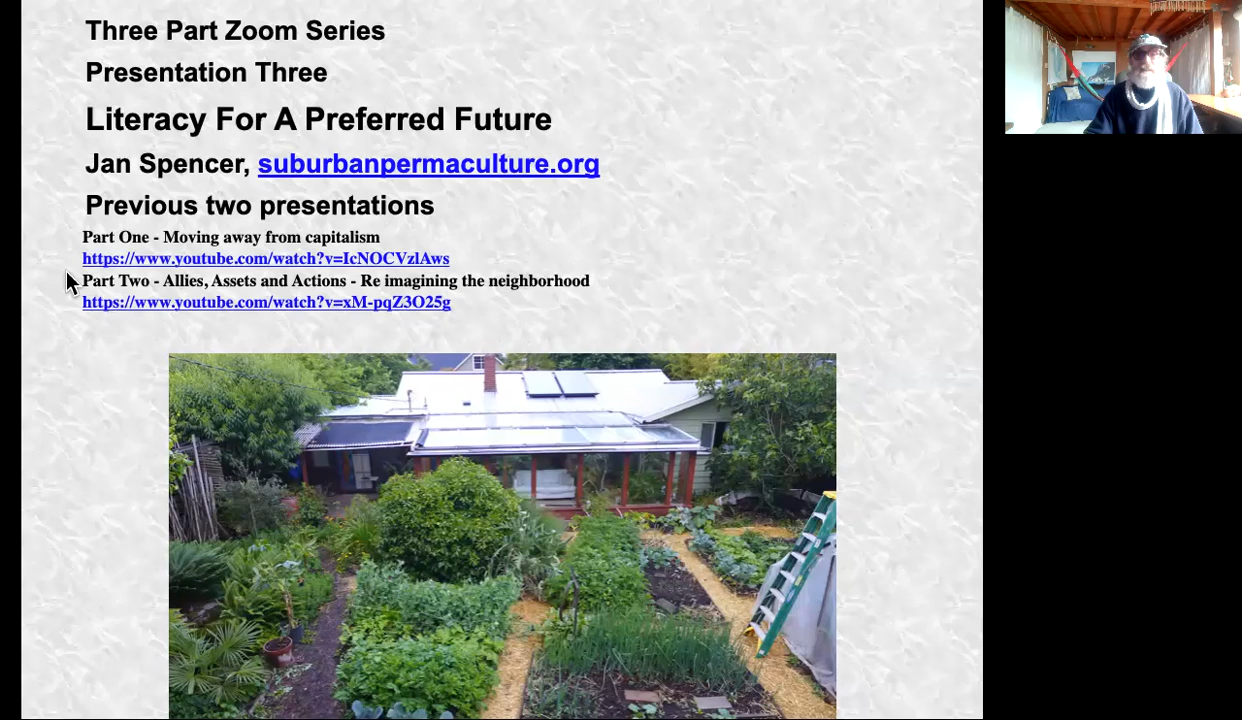 Three Part Zoom Series
Presentation Three
Literacy For A Preferred Future
Jan Spencer, suburbanpermaculture.org
Previous two presentations
Part One - Moving away from capitalism
https://www.youtube.com/watch?v=IcNOCVzlAws
Part Two - Allies, Assets and Actions - Re imagining the neighborhood
https://www.youtube.com/watch?v=xM-pqZ3O25g